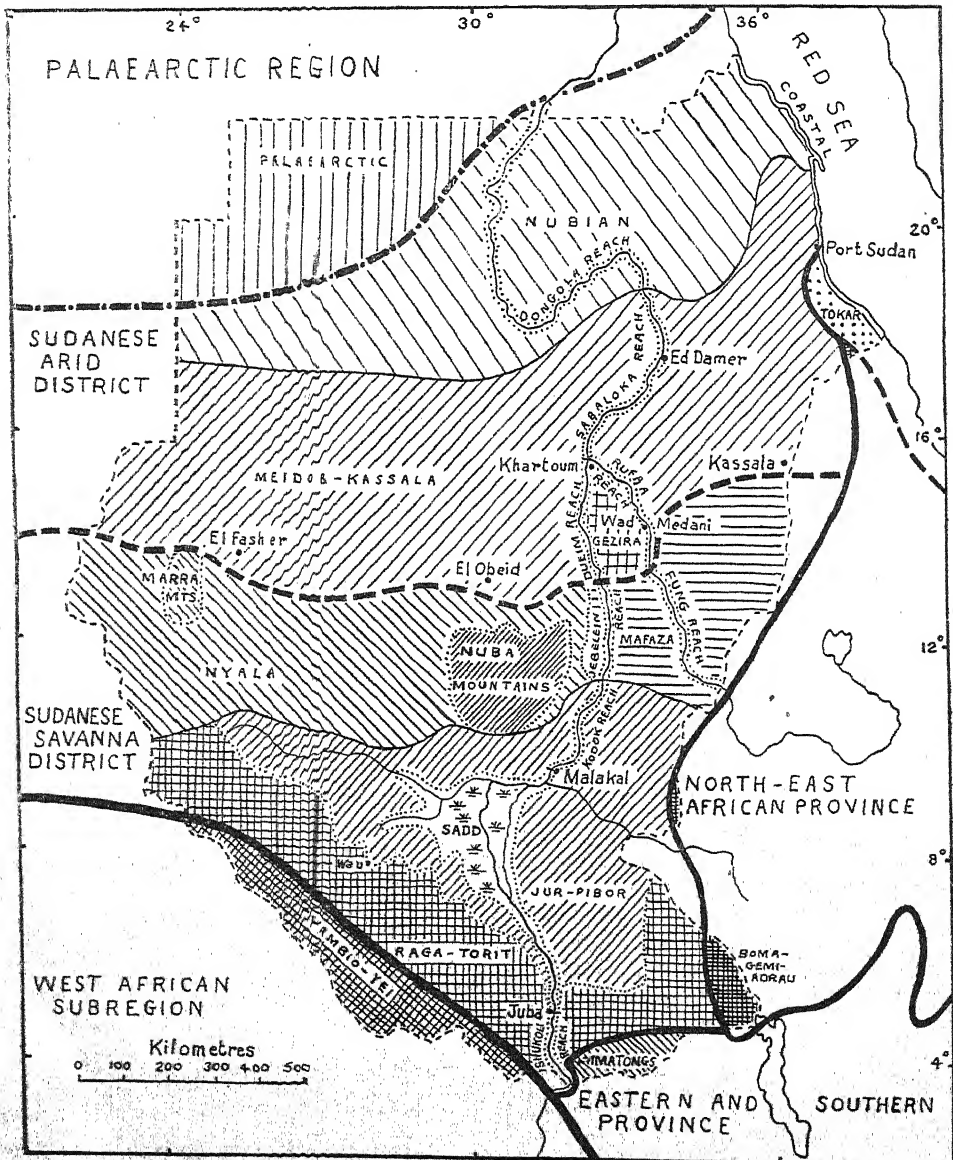 24°
30°
36°
PALAEARCTIC REGION
RED SEA
COASTAL
PALAEARCTIC
NUBIAN
20°
DONGOLA REACH
Port Sudan
TOKAR
SUDANESE
ARID
DISTRICT
SABALOKA REACH
Ed Damer
16°
Khartoum
Kassala
MEIDOB-KASSALA
RUFAA
REACH
DUEIM REACH
Wad Medani
GEZIRA
El Fasher
El Obeid
MARRA
MTS
FUNG REACH
JEBELEIN REACH
MAFAZA
NUBA
MOUNTAINS
12°
NYALA
SUDANESE
SAVANNA
DISTRICT
KODOK REACH
Malakal
NORTH-EAST
AFRICAN PROVINCE
SADD
8°
Wau
JUR-PIBOR
YAMBIO-YEI
RAGA-TORIT
BOMA-
GEMI-
ADRAU
WEST AFRICAN
SUBREGION
Juba
REACH
Kilometres
0 100 200 300 400 500
IMATONGS
4°
EASTERN AND SOUTHERN
PROVINCE